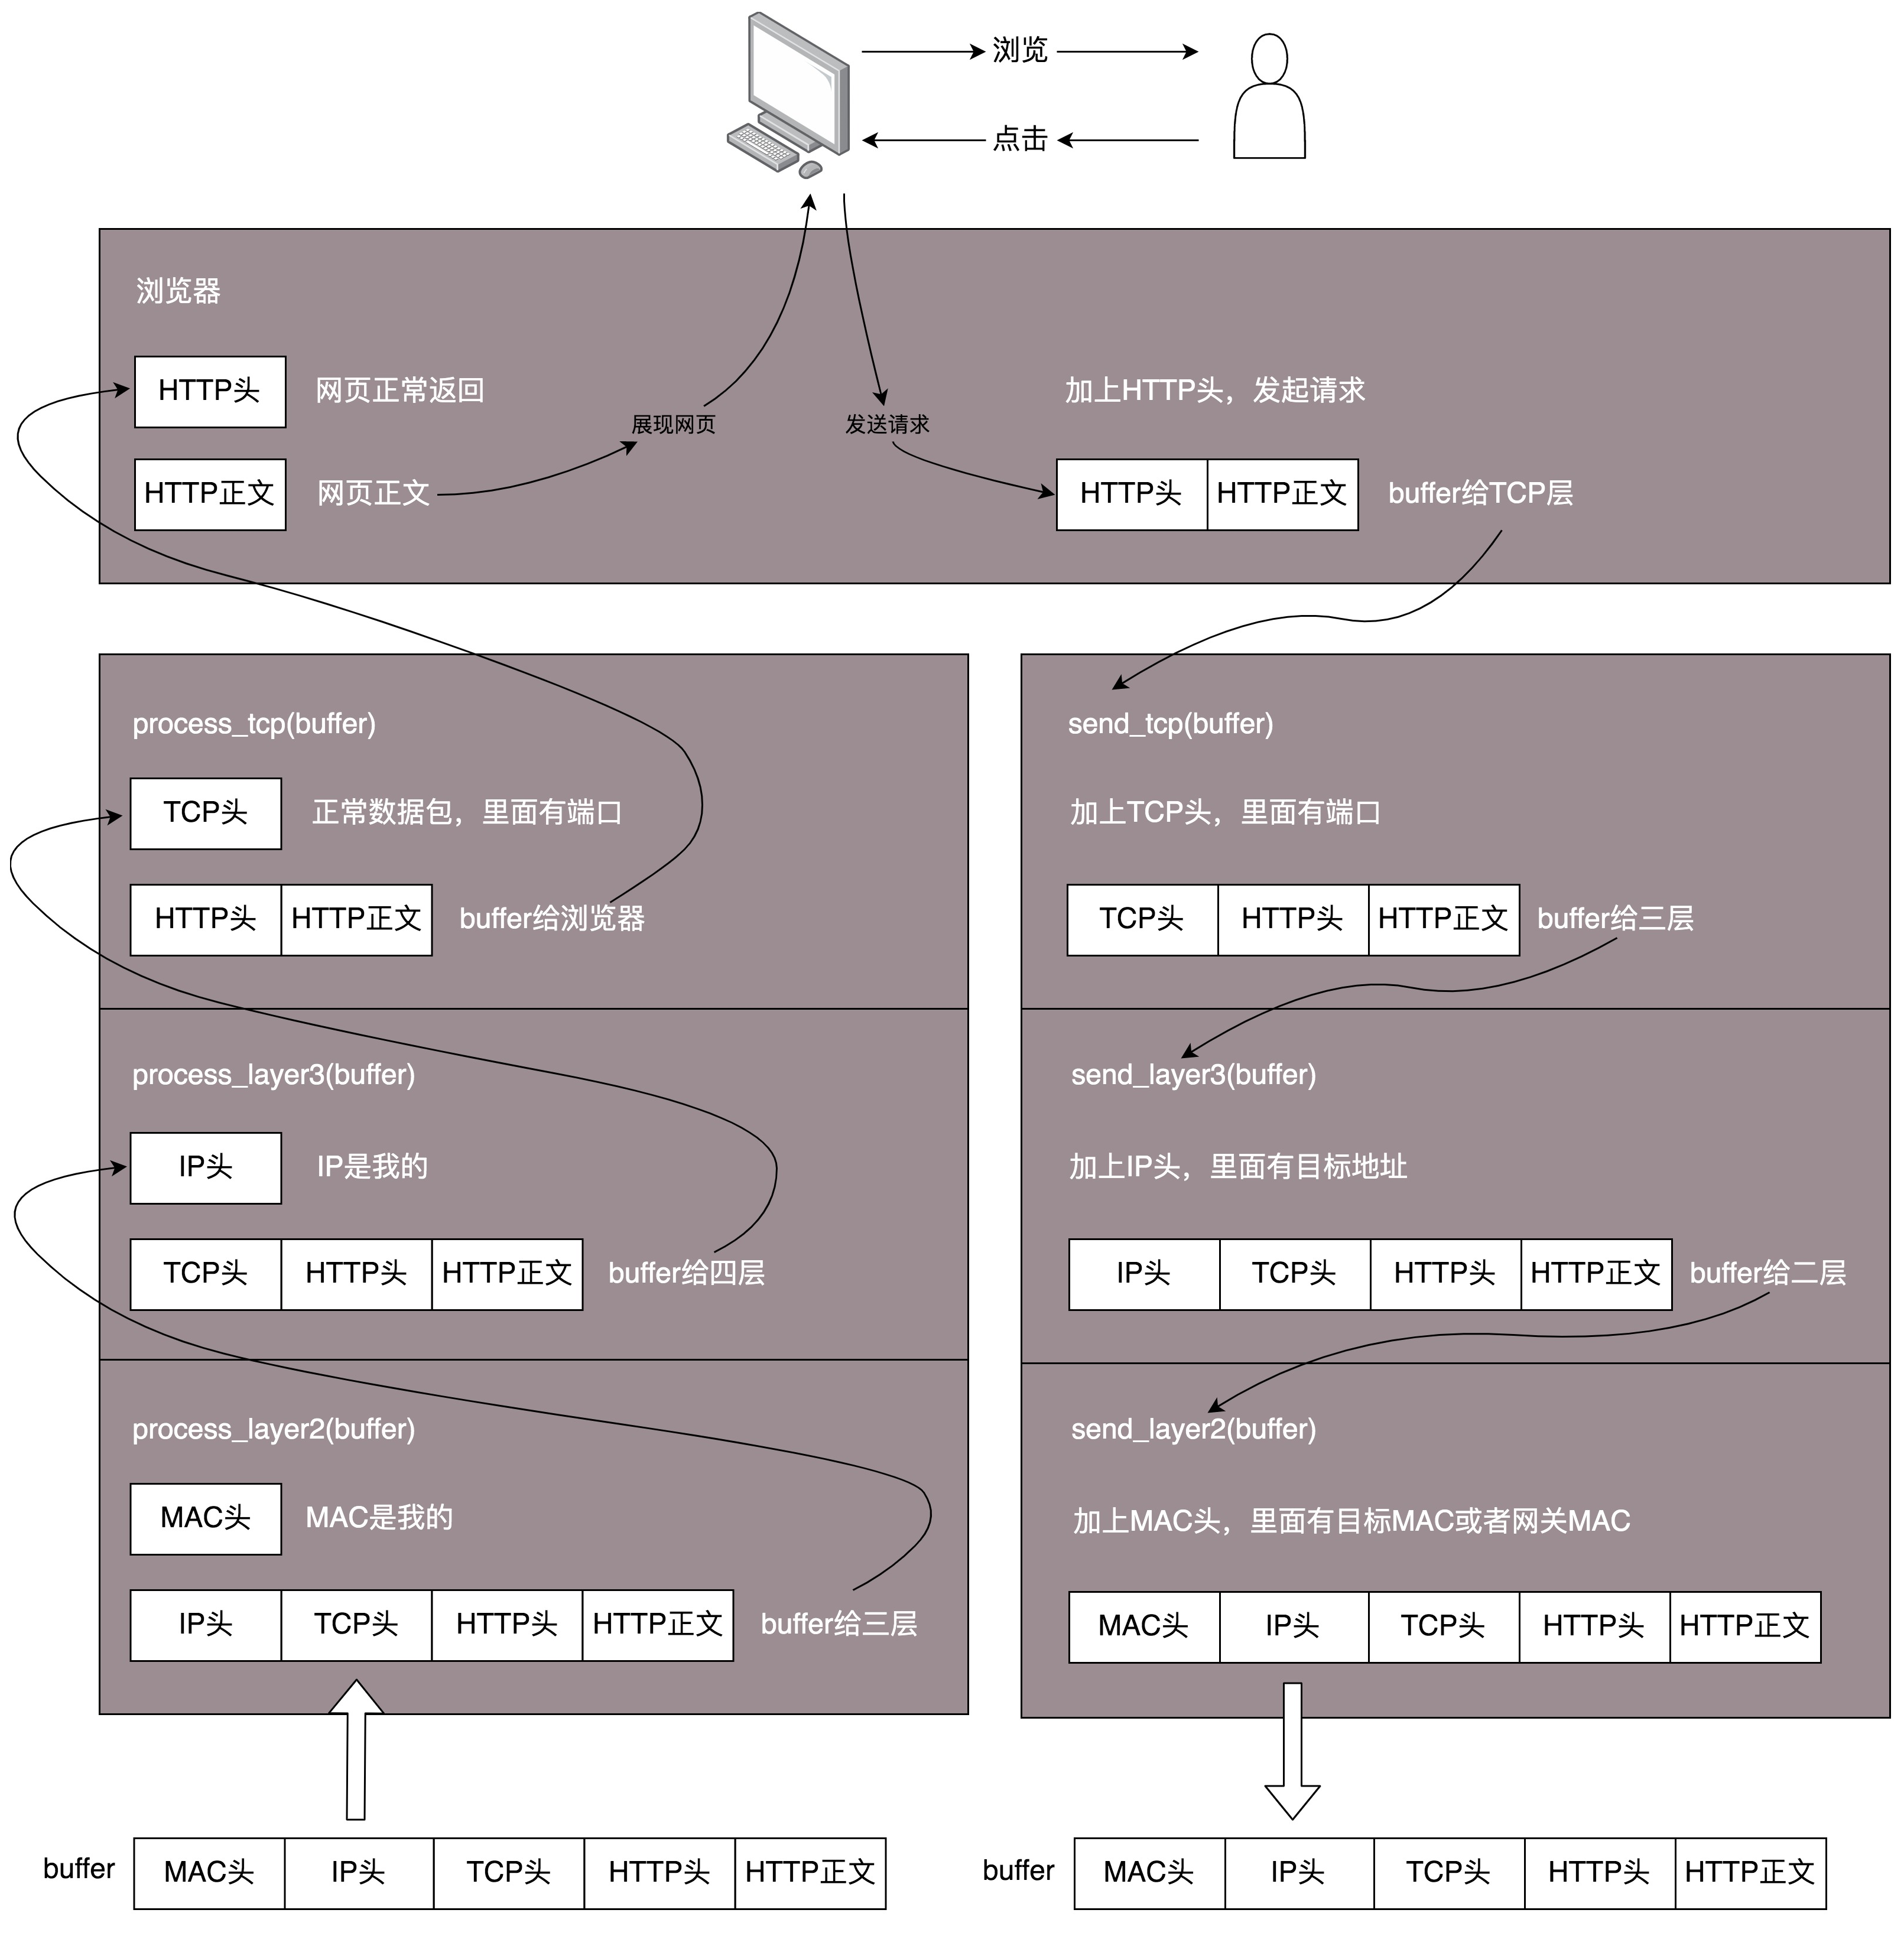 浏览
点击
浏览器
HTTP头
网页正常返回
加上HTTP头，发起请求
展现网页
发送请求
HTTP正文
网页正文
HTTP头
HTTP正文
buffer给TCP层
process_tcp(buffer)
TCP头
正常数据包，里面有端口
HTTP头
HTTP正文
buffer给浏览器
process_layer3(buffer)
IP头
IP是我的
TCP头
HTTP头
HTTP正文
buffer给四层
process_layer2(buffer)
MAC头
MAC是我的
IP头
TCP头
HTTP头
HTTP正文
buffer给三层
buffer
MAC头
IP头
TCP头
HTTP头
HTTP正文
send_tcp(buffer)
加上TCP头，里面有端口
TCP头
HTTP头
HTTP正文
buffer给三层
send_layer3(buffer)
加上IP头，里面有目标地址
IP头
TCP头
HTTP头
HTTP正文
buffer给二层
send_layer2(buffer)
加上MAC头，里面有目标MAC或者网关MAC
MAC头
IP头
TCP头
HTTP头
HTTP正文
buffer
MAC头
IP头
TCP头
HTTP头
HTTP正文